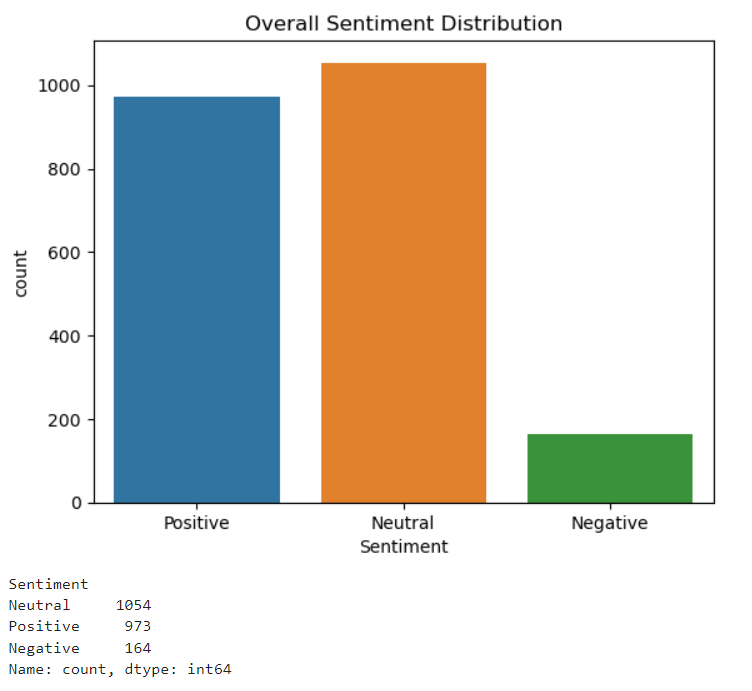 Overall Sentiment Distribution
1000
800
600
400
200
0
count
Positive Neutral Negative
Sentiment
Sentiment
Neutral 1054
Positive 973
Negative 164
Name: count, dtype: int64